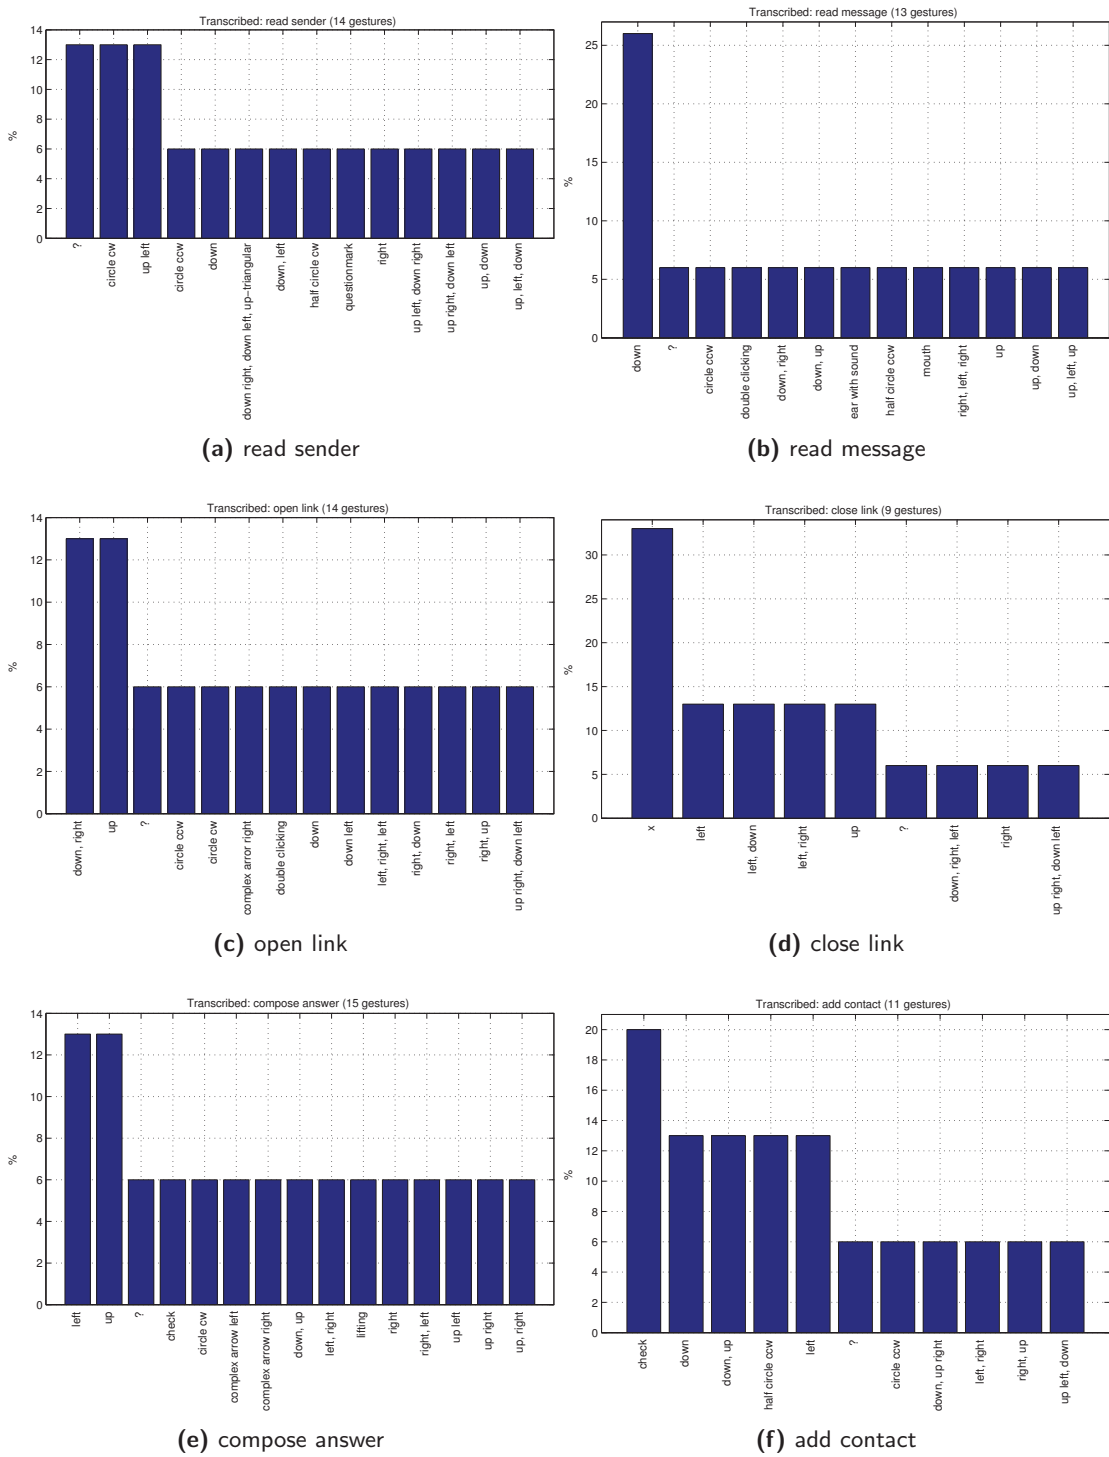 Transcribed: read sender (14 gestures)
14
12
10
8
6
4
2
0
%
?
circle cw
up left
circle ccw
down
down right, down left, up-triangular
down, left
half circle cw
questionmark
right
up left, down right
up right, down left
up, down
up, left, down
(a) read sender
Transcribed: read message (13 gestures)
25
20
15
10
5
0
%
down
?
circle ccw
double clicking
down, right
down, up
ear with sound
half circle ccw
mouth
right, left, right
up
up, down
up, left, up
(b) read message
Transcribed: open link (14 gestures)
14
12
10
8
6
4
2
0
%
down, right
up
?
circle ccw
circle cw
complex arror right
double clicking
down
down left
left, right, left
right, down
right, left
right, up
up right, down left
(c) open link
Transcribed: close link (9 gestures)
30
25
20
15
10
5
0
%
x
left
left, down
left, right
up
?
down, right, left
right
up right, down left
(d) close link
Transcribed: compose answer (15 gestures)
14
12
10
8
6
4
2
0
%
left
up
?
check
circle cw
complex arrow left
complex arrow right
down, up
left, right
lifting
right
right, left
up left
up right
up, right
(e) compose answer
Transcribed: add contact (11 gestures)
20
18
16
14
12
10
8
6
4
2
0
%
check
down
down, up
half circle ccw
left
?
circle ccw
down, up right
left, right
right, up
up left, down
(f) add contact